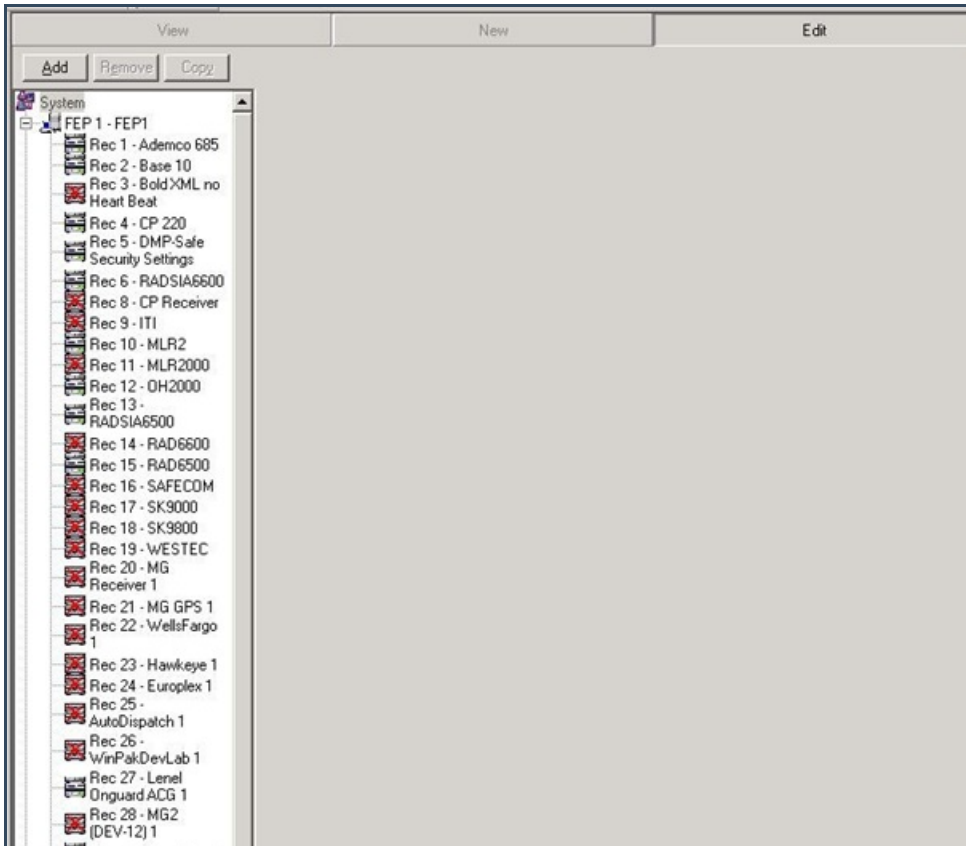 View
New
Edit
Add
Remove
Copy
System
FEP 1 - FEP1
Rec 1 - Ademco 685
Rec 2 - Base 10
Rec 3 - Bold XML no
Heart Beat
Rec 4 - CP 220
Rec 5 - DMP-Safe
Security Settings
Rec 6 - RADSIA6600
Rec 8 - CP Receiver
Rec 9 - ITI
Rec 10 - MLR2
Rec 11 - MLR2000
Rec 12 - OH2000
Rec 13 -
RADSIA6500
Rec 14 - RAD6600
Rec 15 - RAD6500
Rec 16 - SAFECOM
Rec 17 - SK9000
Rec 18 - SK9800
Rec 19 - WESTEC
Rec 20 - MG
Receiver 1
Rec 21 - MG GPS 1
Rec 22 - WellsFargo
1
Rec 23 - Hawkeye 1
Rec 24 - Europlex 1
Rec 25 -
AutoDispatch 1
Rec 26 -
WinPakDevLab 1
Rec 27 - Lenel
Onguard ACG 1
Rec 28 - MG2
(DEV-12) 1